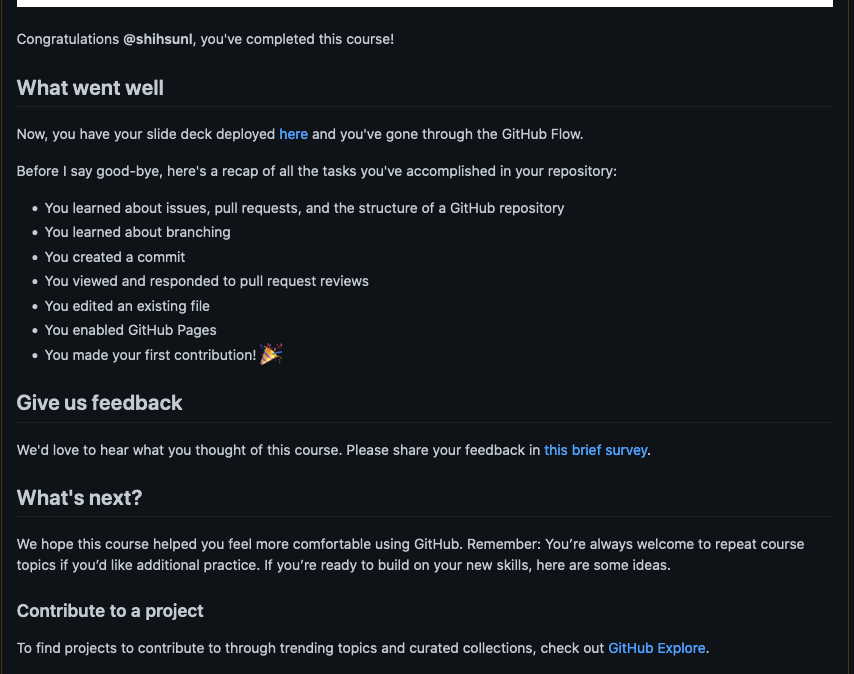 Congratulations @shihsunl, you've completed this course!
What went well
Now, you have your slide deck deployed here and you've gone through the GitHub Flow.
Before I say good-bye, here's a recap of all the tasks you've accomplished in your repository:
• You learned about issues, pull requests, and the structure of a GitHub repository
• You learned about branching
• You created a commit
• You viewed and responded to pull request reviews
• You edited an existing file
• You enabled GitHub Pages
• You made your first contribution! 🎉
Give us feedback
We'd love to hear what you thought of this course. Please share your feedback in this brief survey.
What's next?
We hope this course helped you feel more comfortable using GitHub. Remember: You’re always welcome to repeat course
topics if you’d like additional practice. If you’re ready to build on your new skills, here are some ideas.
Contribute to a project
To find projects to contribute to through trending topics and curated collections, check out GitHub Explore.